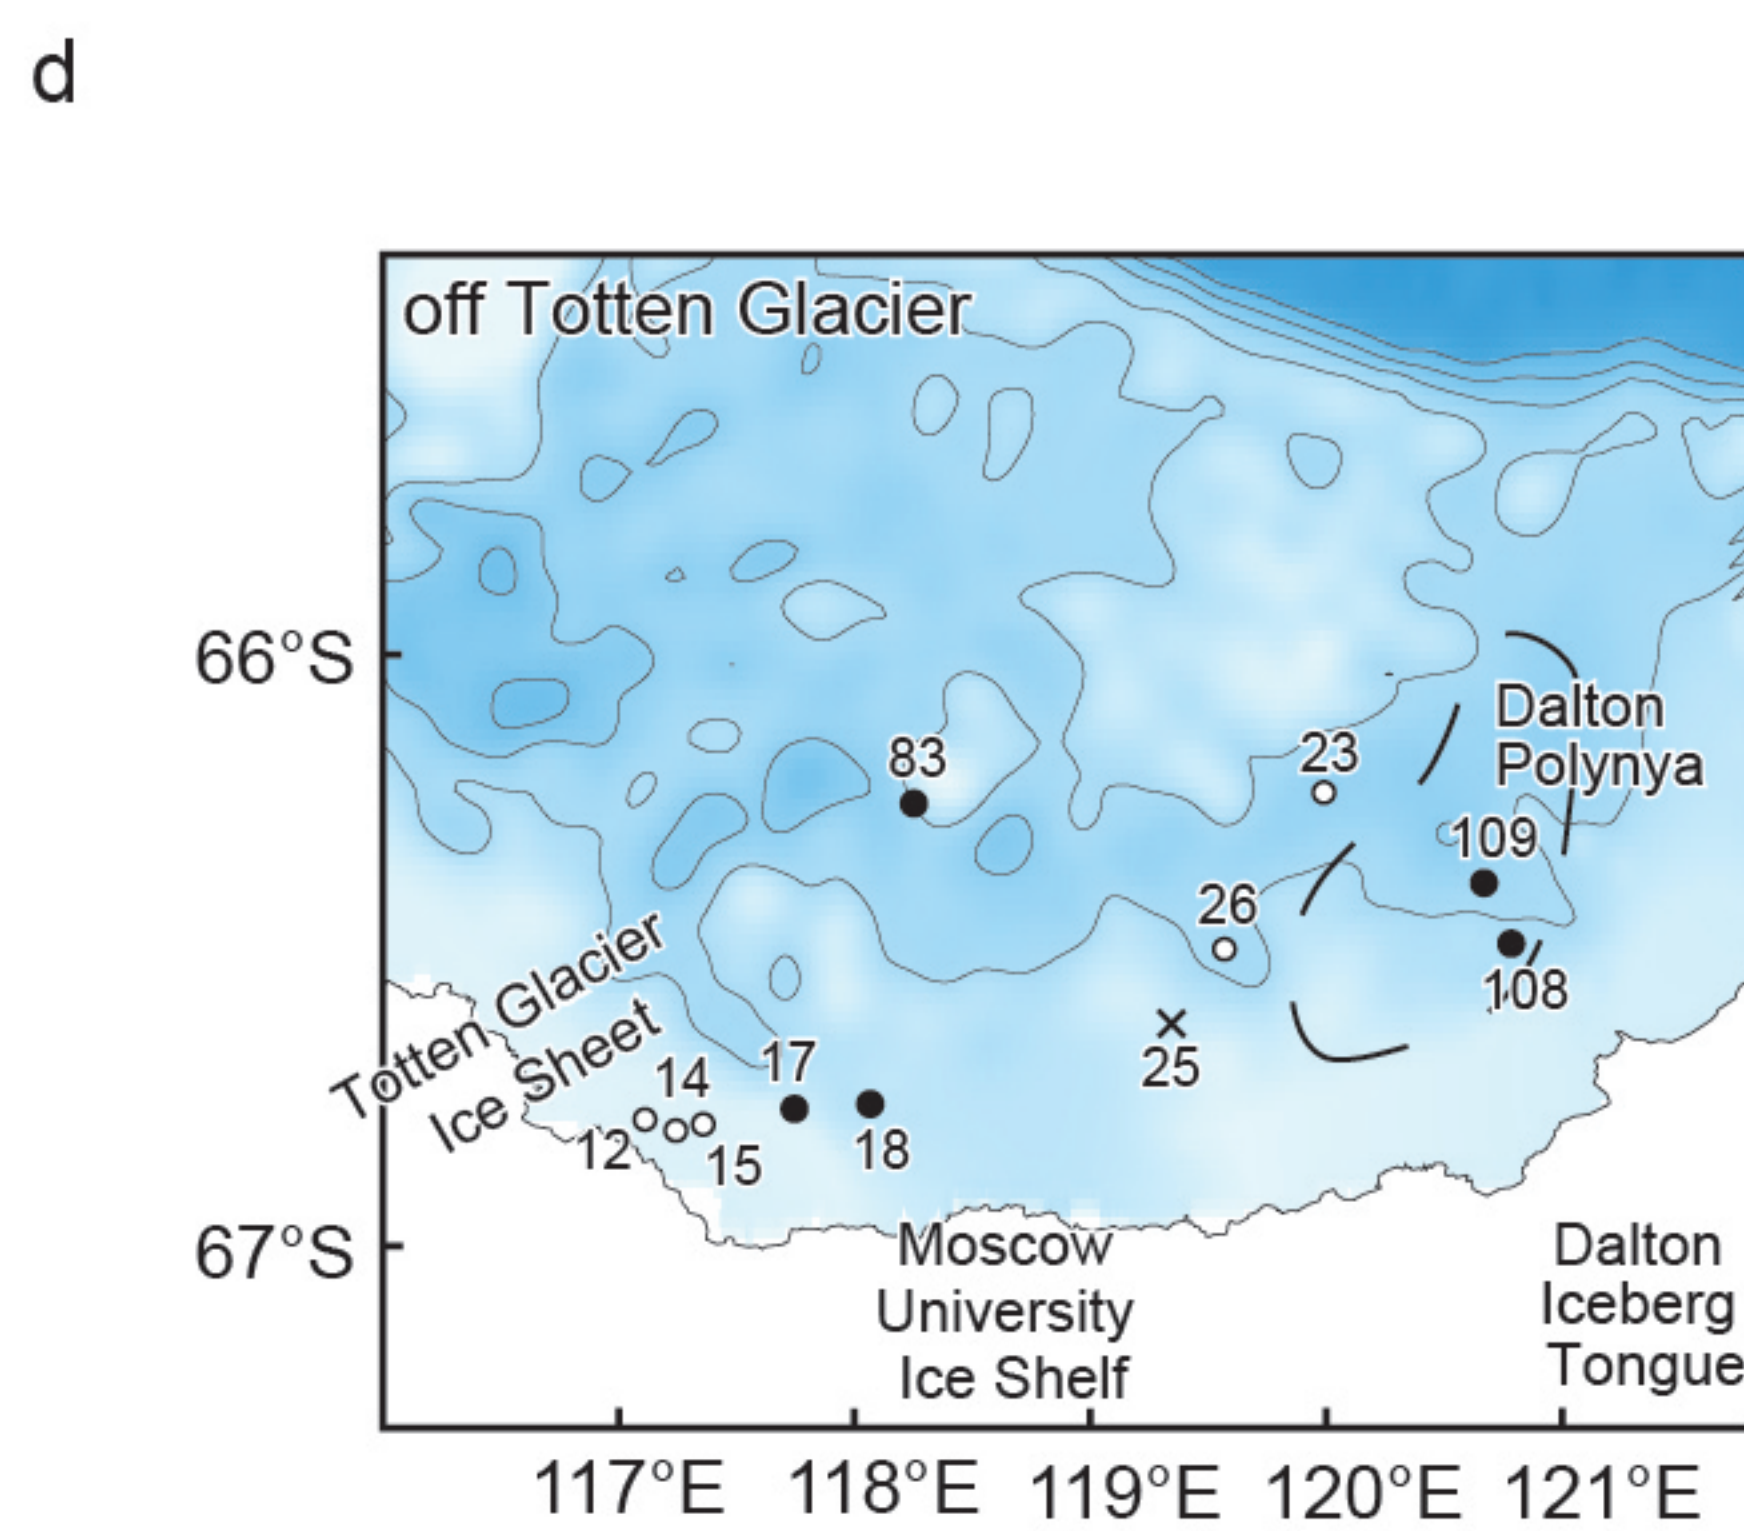 d
off Totten Glacier
66°S
Dalton
Polynya
83
23
109
26
108
Totten Glacier
Ice Sheet
25
17
14
12
15
18
67°S
Moscow
University
Ice Shelf
Dalton
Iceberg
Tongue
117°E 118°E 119°E 120°E 121°E